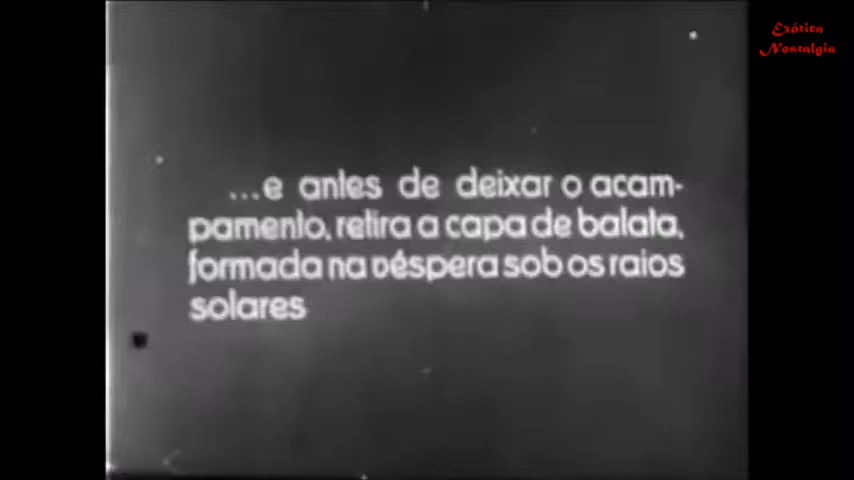 Exótica
Nostalgia
...e antes de deixar o acam-
pamento, retira a capa de balata,
formada na véspera sob os raios
solares